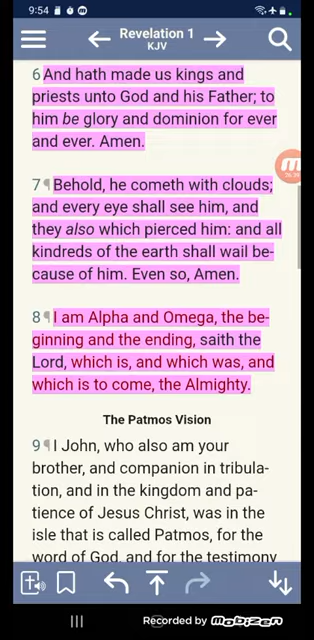 9:54
Revelation 1
KJV
6 And hath made us kings and
priests unto God and his Father; to
him be glory and dominion for ever
and ever. Amen.
7 ¶ Behold, he cometh with clouds;
and every eye shall see him, and
they also which pierced him: and all
kindreds of the earth shall wail be-
cause of him. Even so, Amen.
8 ¶ I am Alpha and Omega, the be-
ginning and the ending, saith the
Lord, which is, and which was, and
which is to come, the Almighty.
The Patmos Vision
9 ¶ I John, who also am your
brother, and companion in tribula-
tion, and in the kingdom and pa-
tience of Jesus Christ, was in the
isle that is called Patmos, for the
word of God, and for the testimony
Recorded by mobizen